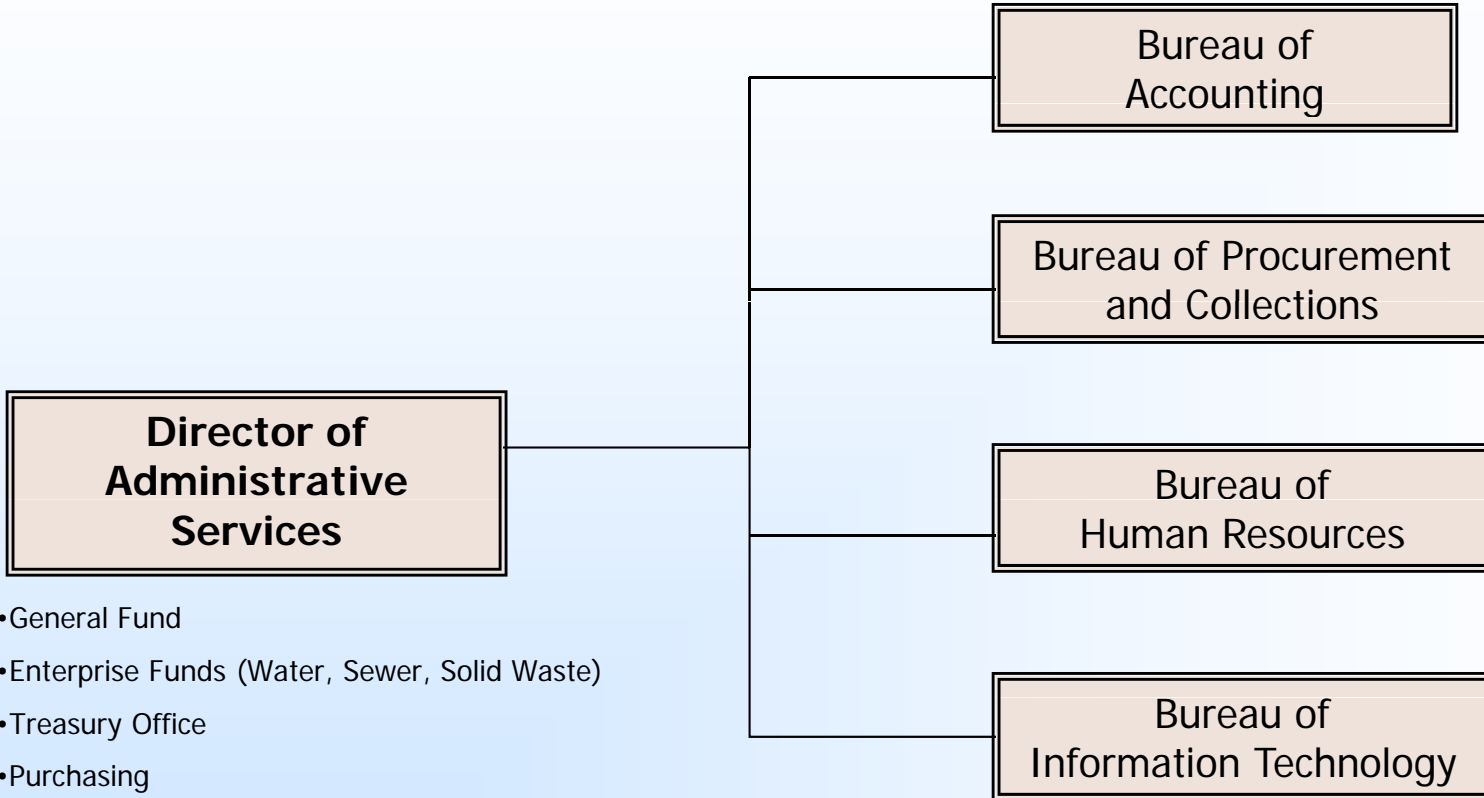 Bureau of
Accounting
Bureau of Procurement
and Collections
Director of
Administrative
Services
Bureau of
Human Resources
•General Fund
•Enterprise Funds (Water, Sewer, Solid Waste)
•Treasury Office
•Purchasing
Bureau of
Information Technology